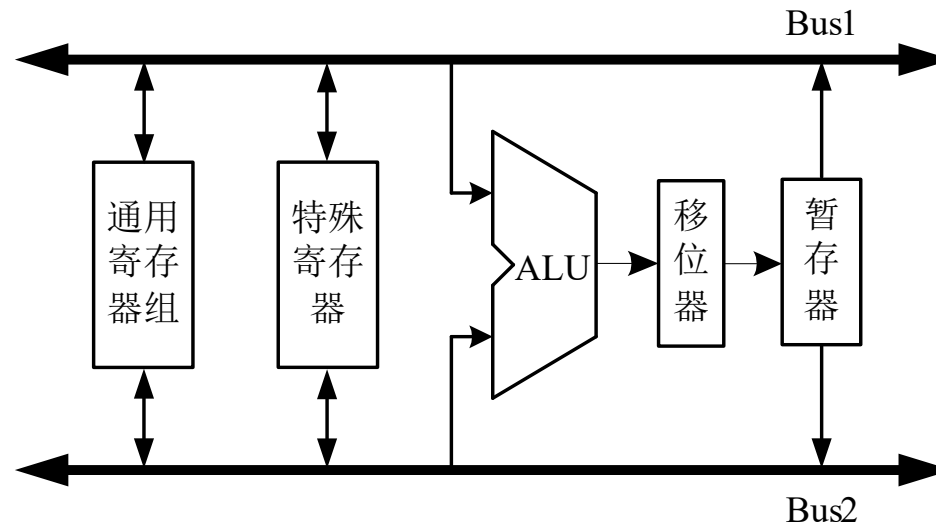 Bus1
通用
寄存
器组
特殊
寄存
器
ALU
移
位
器
暂
存
器
Bus2